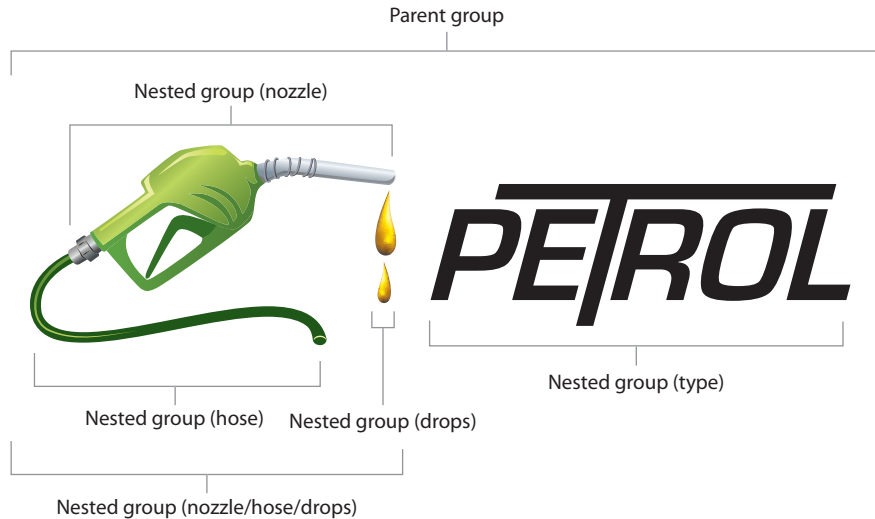 Parent group
Nested group (nozzle)
PETROL
Nested group (type)
Nested group (hose)
Nested group (drops)
Nested group (nozzle/hose/drops)